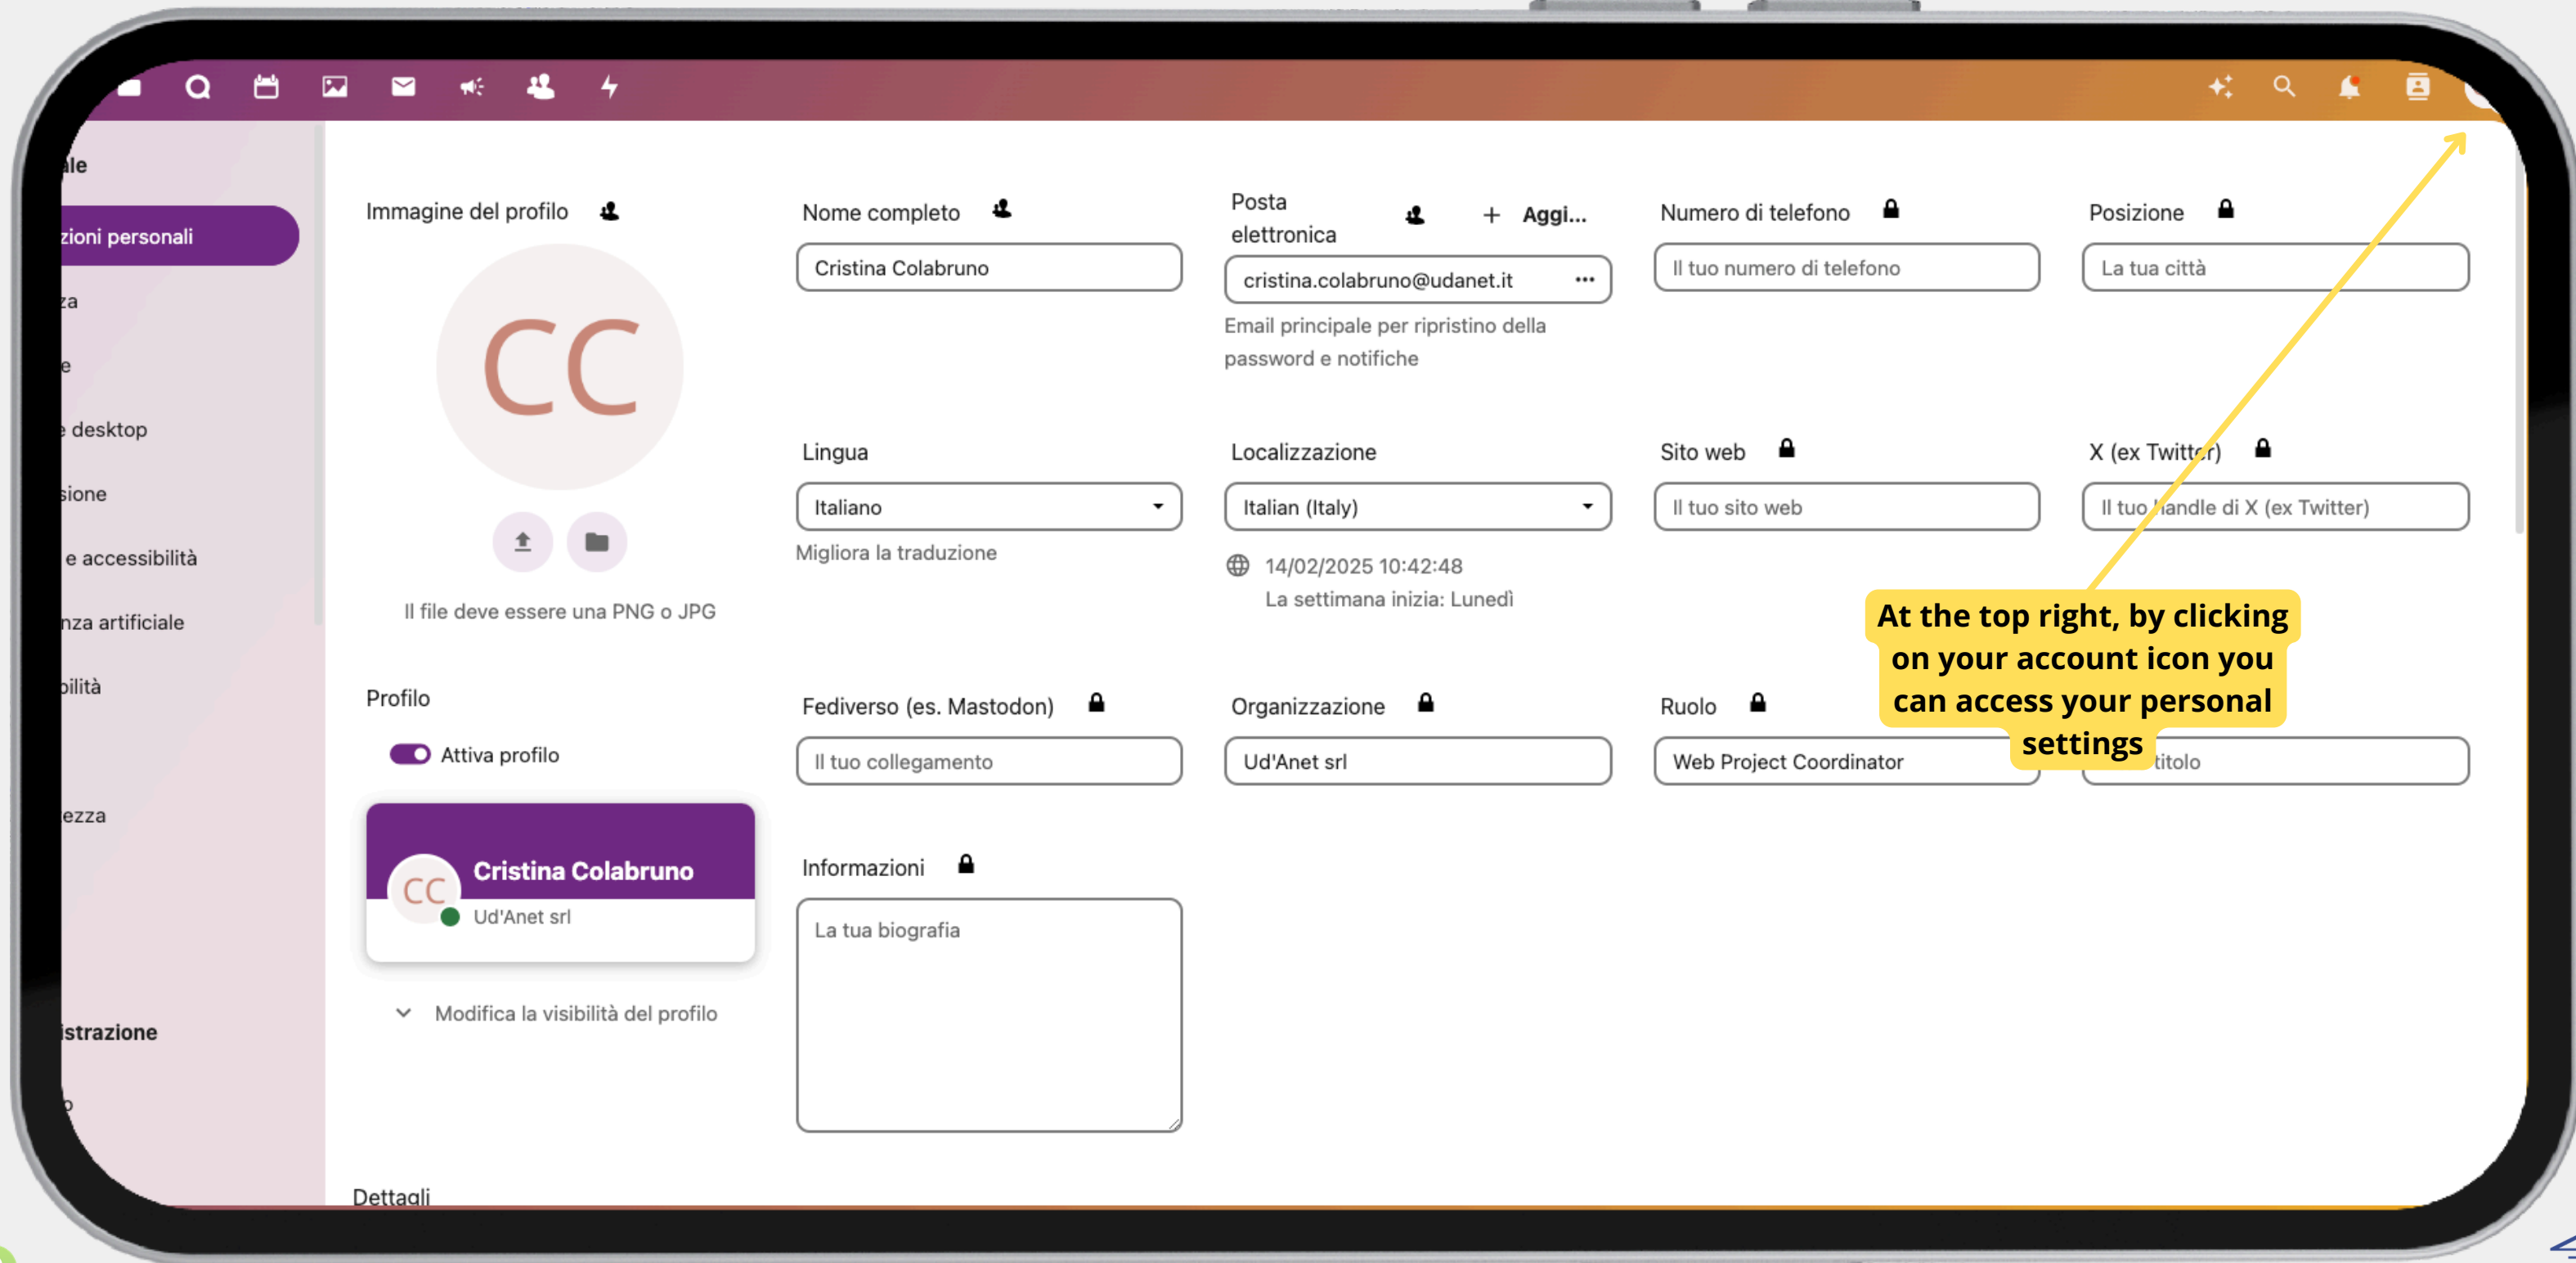 ale
zioni personali
za
e
e desktop
sione
e accessibilità
nza artificiale
bilità
ezza
istrazione
o
Immagine del profilo
CC
Il file deve essere una PNG o JPG
Profilo
Attiva profilo
CC
Cristina Colabruno
Ud'Anet srl
Modifica la visibilità del profilo
Dettagli
Nome completo
Cristina Colabruno
Posta
elettronica
+ Aggi...
cristina.colabruno@udanet.it ...
Email principale per ripristino della
password e notifiche
Numero di telefono
Il tuo numero di telefono
Posizione
La tua città
Lingua
Italiano
Migliora la traduzione
Localizzazione
Italian (Italy)
14/02/2025 10:42:48
La settimana inizia: Lunedì
Sito web
Il tuo sito web
X (ex Twitter)
Il tuo handle di X (ex Twitter)
Fediverso (es. Mastodon)
Il tuo collegamento
Organizzazione
Ud'Anet srl
Ruolo
Web Project Coordinator
titolo
Informazioni
La tua biografia
At the top right, by clicking
on your account icon you
can access your personal
settings